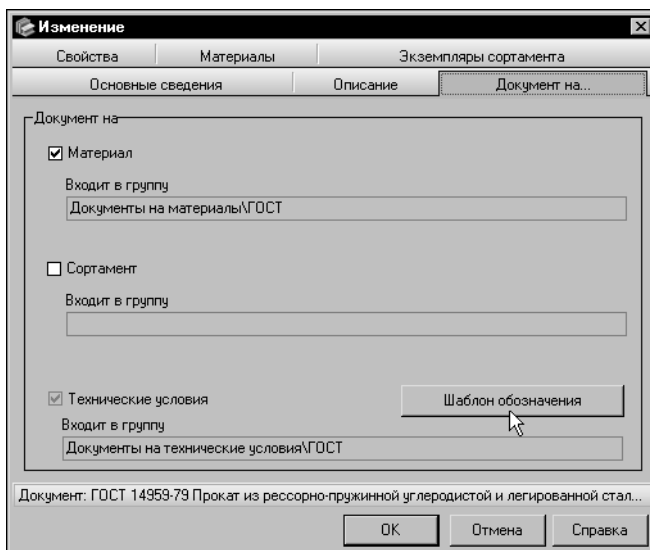 Изменение
Свойства Материалы Экземпляры сортамента
Основные сведения Описание Документ на...
Документ на
Материал
Входит в группу
Документы на материалы\ГОСТ
Сортамент
Входит в группу
Технические условия Шаблон обозначения
Входит в группу
Документы на технические условия\ГОСТ
Документ: ГОСТ 14959-79 Прокат из рессорно-пружинной углеродистой и легированной стал...
OK Отмена Справка